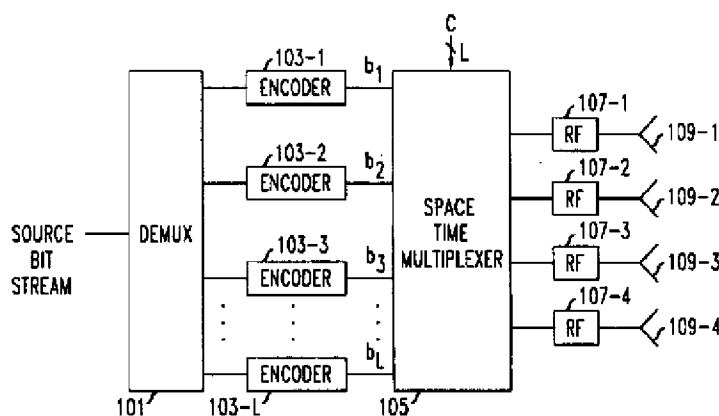 C
L
103-1
ENCODER
b1
107-1
RF
109-1
103-2
ENCODER
b2
107-2
RF
109-2
SOURCE
BIT
STREAM
DEMUX
SPACE
TIME
MULTIPLEXER
103-3
ENCODER
b3
107-3
RF
109-3
107-4
RF
109-4
ENCODER
bL
101
103-L
105